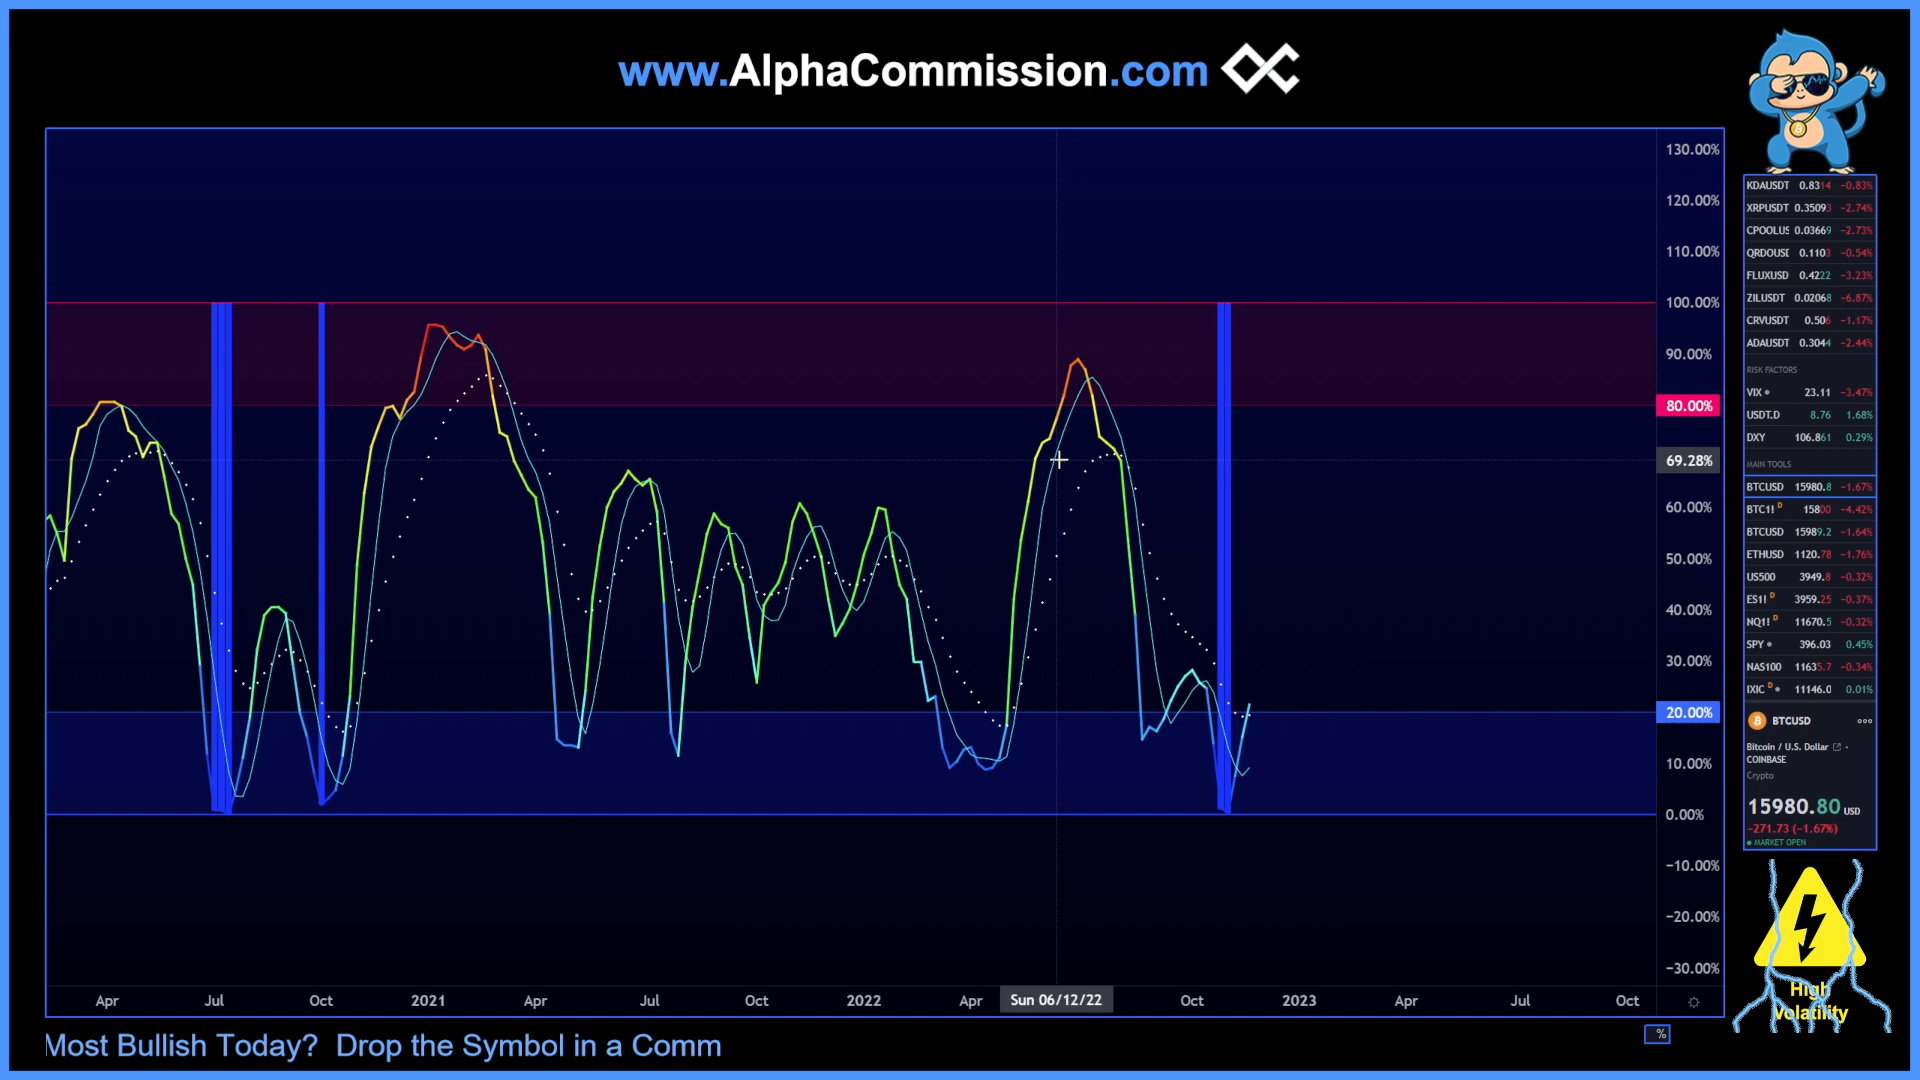 www.AlphaCommission.com
130.00%
120.00%
110.00%
100.00%
90.00%
80.00%
69.28%
60.00%
50.00%
40.00%
30.00%
20.00%
10.00%
0.00%
−10.00%
−20.00%
−30.00%
Apr Jul Oct 2021 Apr Jul Oct 2022 Apr Sun 06/12/22 Oct 2023 Apr Jul Oct
KDAUSDT 0.8314 −0.83%
XRPUSDT 0.35093 −2.74%
CPOOLUS 0.03669 −2.73%
QRDOUSD 0.1103 −0.54%
FLUXUSD 0.4222 −3.23%
ZILUSDT 0.02068 −6.87%
CRVUSDT 0.506 −1.17%
ADAUSDT 0.3044 −2.44%
RISK FACTORS
VIX 23.11 −3.47%
USDT.D 8.76 1.68%
DXY 106.861 0.29%
MAIN TOOLS
BTCUSD 15980.8 −1.67%
BTC1! D 15800 −4.42%
BTCUSD 15989.2 −1.64%
ETHUSD 1120.78 −1.76%
US500 3949.8 −0.32%
ES1! D 3959.25 −0.37%
NQ1! D 11670.5 −0.32%
SPY 396.03 0.45%
NAS100 11635.7 −0.34%
IXIC D 11146.0 0.01%
BTCUSD
Bitcoin / U.S. Dollar
COINBASE
Crypto
15980.80 USD
−271.73 (−1.67%)
MARKET OPEN
High
Volatility
%
Most Bullish Today? Drop the Symbol in a Comm